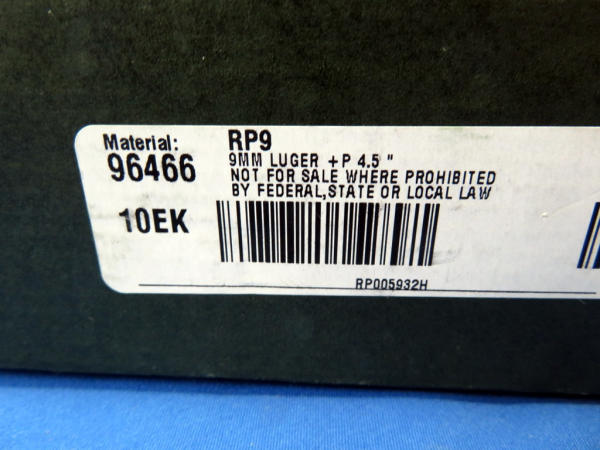 Material:
96466
10EK
RP9
9MM LUGER +P 4.5 "
NOT FOR SALE WHERE PROHIBITED
BY FEDERAL,STATE OR LOCAL LAW
RP005932H